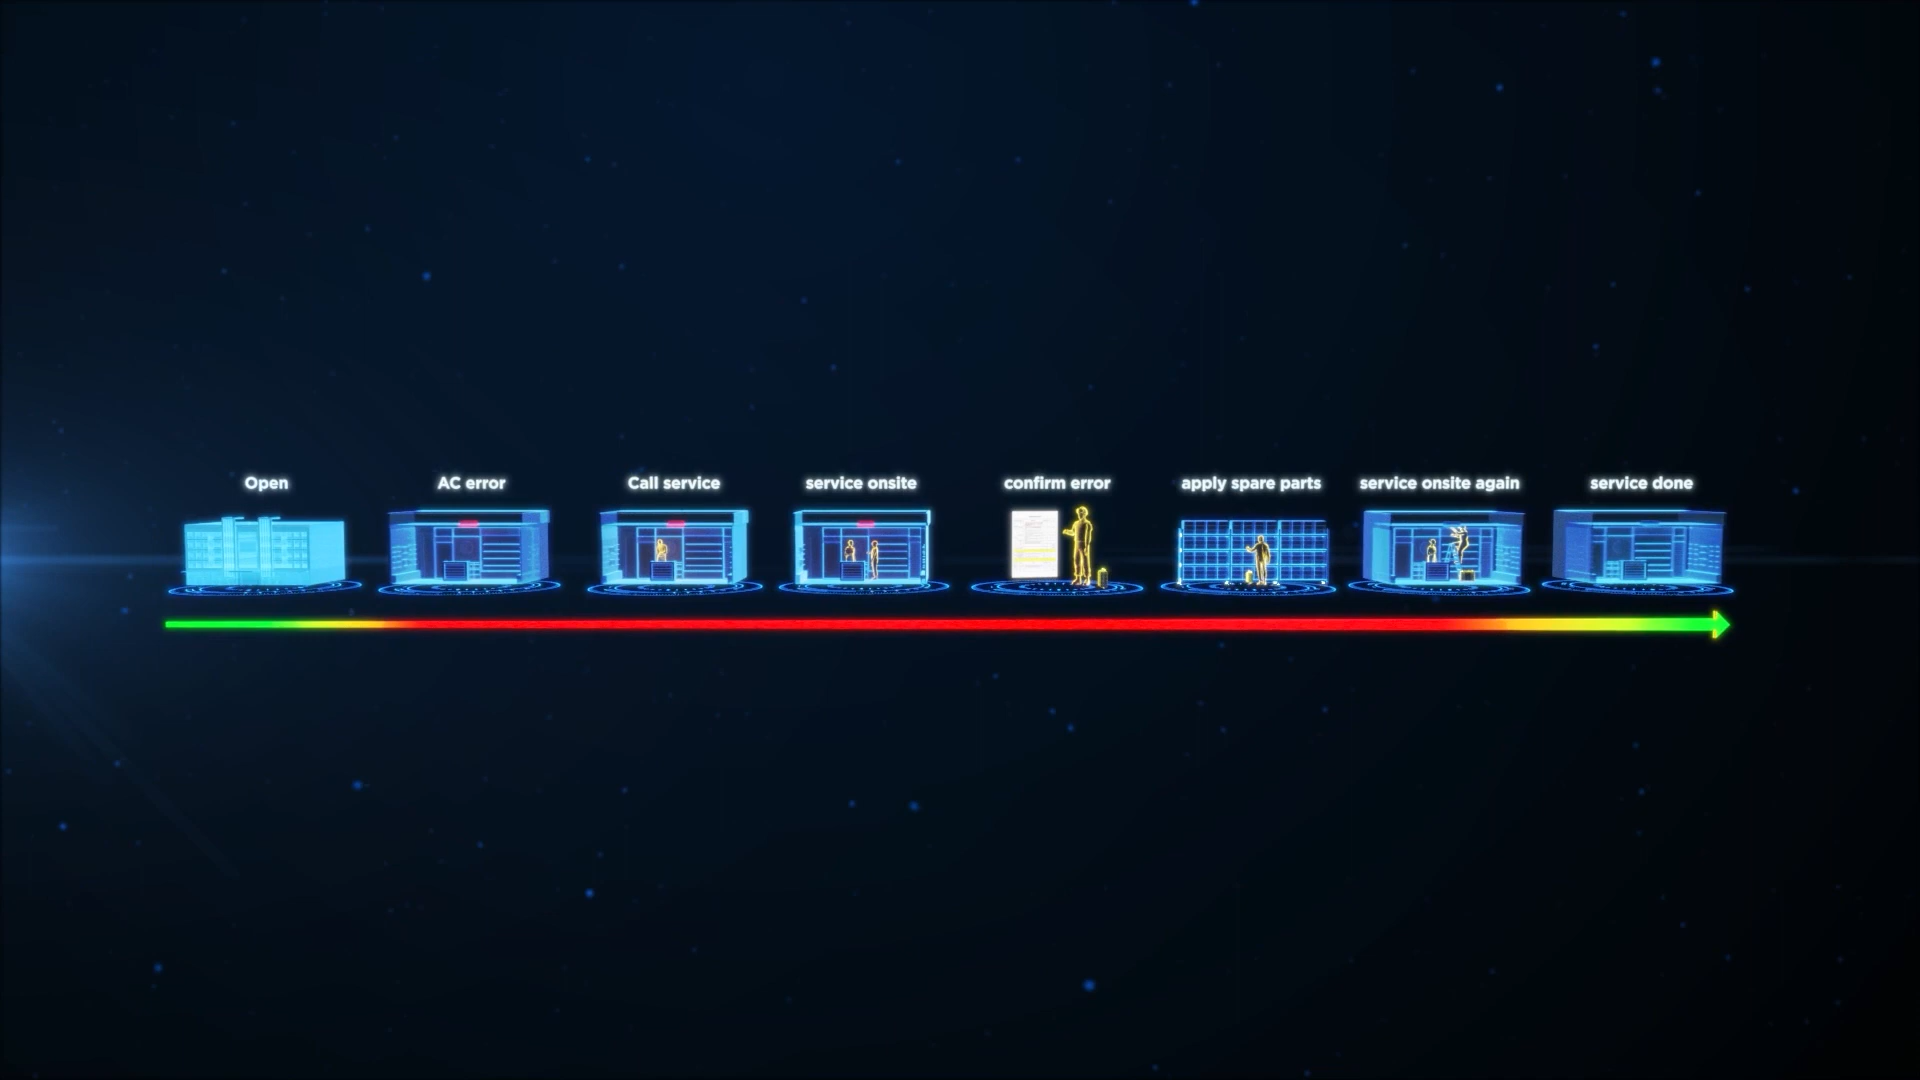 Open
AC error
Call service
service onsite
confirm error
apply spare parts
service onsite again
service done